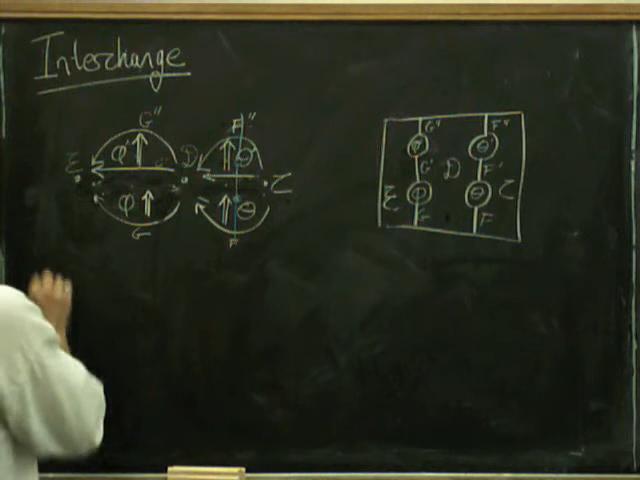 Interchange
G'' F''
ℰ φ' D θ' C
φ θ
G F
G'' F''
φ' θ'
G' D F'
ℰ φ θ C
G F